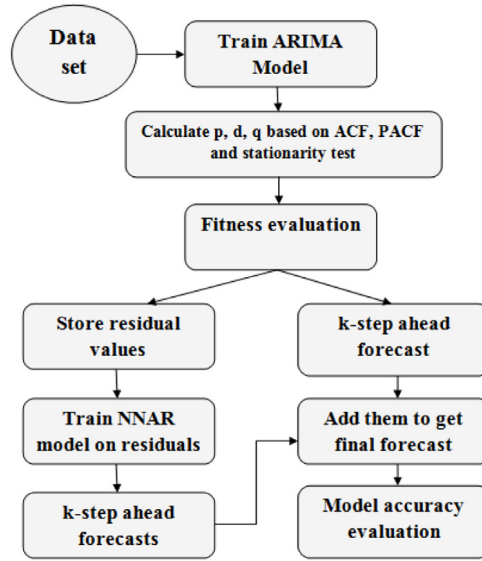 Data
set
Train ARIMA
Model
Calculate p, d, q based on ACF, PACF
and stationarity test
Fitness evaluation
Store residual
values
k-step ahead
forecast
Train NNAR
model on residuals
Add them to get
final forecast
k-step ahead
forecasts
Model accuracy
evaluation